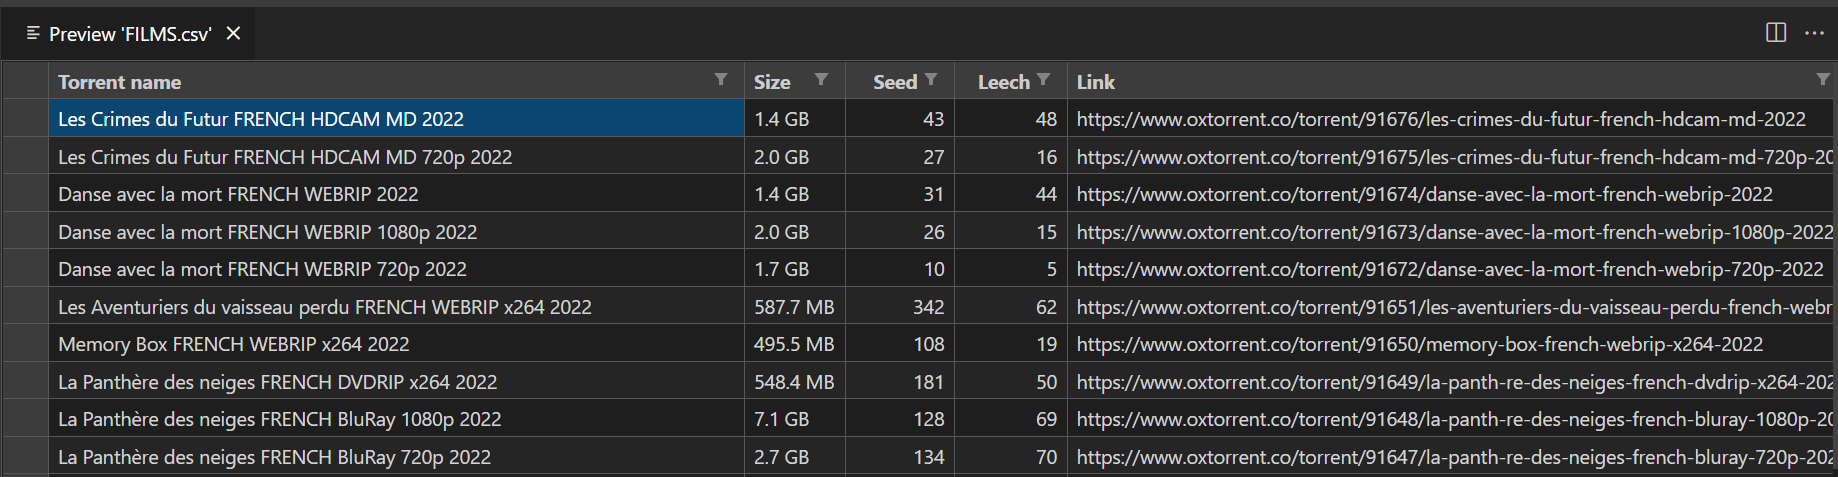 Preview 'FILMS.csv'
Torrent name Size Seed Leech Link
Les Crimes du Futur FRENCH HDCAM MD 2022 1.4 GB 43 48 https://www.oxtorrent.co/torrent/91676/les-crimes-du-futur-french-hdcam-md-2022
Les Crimes du Futur FRENCH HDCAM MD 720p 2022 2.0 GB 27 16 https://www.oxtorrent.co/torrent/91675/les-crimes-du-futur-french-hdcam-md-720p-20
Danse avec la mort FRENCH WEBRIP 2022 1.4 GB 31 44 https://www.oxtorrent.co/torrent/91674/danse-avec-la-mort-french-webrip-2022
Danse avec la mort FRENCH WEBRIP 1080p 2022 2.0 GB 26 15 https://www.oxtorrent.co/torrent/91673/danse-avec-la-mort-french-webrip-1080p-2022
Danse avec la mort FRENCH WEBRIP 720p 2022 1.7 GB 10 5 https://www.oxtorrent.co/torrent/91672/danse-avec-la-mort-french-webrip-720p-2022
Les Aventuriers du vaisseau perdu FRENCH WEBRIP x264 2022 587.7 MB 342 62 https://www.oxtorrent.co/torrent/91651/les-aventuriers-du-vaisseau-perdu-french-webr
Memory Box FRENCH WEBRIP x264 2022 495.5 MB 108 19 https://www.oxtorrent.co/torrent/91650/memory-box-french-webrip-x264-2022
La Panthère des neiges FRENCH DVDRIP x264 2022 548.4 MB 181 50 https://www.oxtorrent.co/torrent/91649/la-panth-re-des-neiges-french-dvdrip-x264-202
La Panthère des neiges FRENCH BluRay 1080p 2022 7.1 GB 128 69 https://www.oxtorrent.co/torrent/91648/la-panth-re-des-neiges-french-bluray-1080p-20
La Panthère des neiges FRENCH BluRay 720p 2022 2.7 GB 134 70 https://www.oxtorrent.co/torrent/91647/la-panth-re-des-neiges-french-bluray-720p-202